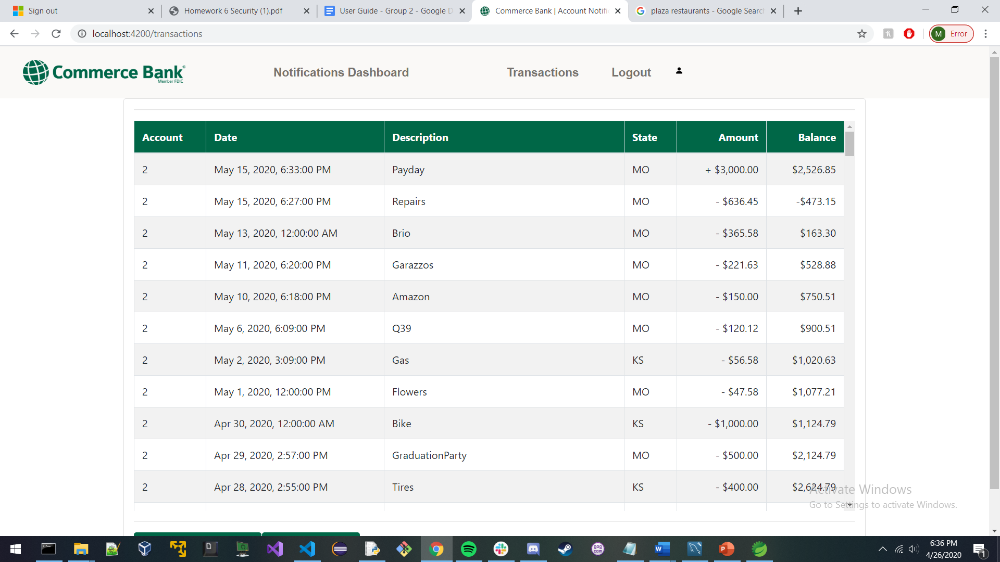 Sign out
Homework 6 Security (1).pdf
User Guide - Group 2 - Google D
Commerce Bank | Account Notifi
plaza restaurants - Google Searc
localhost:4200/transactions
M Error
Commerce Bank
Member FDIC
Notifications Dashboard Transactions Logout
Account Date Description State Amount Balance
2 May 15, 2020, 6:33:00 PM Payday MO + $3,000.00 $2,526.85
2 May 15, 2020, 6:27:00 PM Repairs MO - $636.45 -$473.15
2 May 13, 2020, 12:00:00 AM Brio MO - $365.58 $163.30
2 May 11, 2020, 6:20:00 PM Garazzos MO - $221.63 $528.88
2 May 10, 2020, 6:18:00 PM Amazon MO - $150.00 $750.51
2 May 6, 2020, 6:09:00 PM Q39 MO - $120.12 $900.51
2 May 2, 2020, 3:09:00 PM Gas KS - $56.58 $1,020.63
2 May 1, 2020, 12:00:00 PM Flowers MO - $47.58 $1,077.21
2 Apr 30, 2020, 12:00:00 AM Bike KS - $1,000.00 $1,124.79
2 Apr 29, 2020, 2:57:00 PM GraduationParty MO - $500.00 $2,124.79
2 Apr 28, 2020, 2:55:00 PM Tires KS - $400.00 $2,624.79
Activate Windows
Go to Settings to activate Windows.
6:36 PM
4/26/2020
1